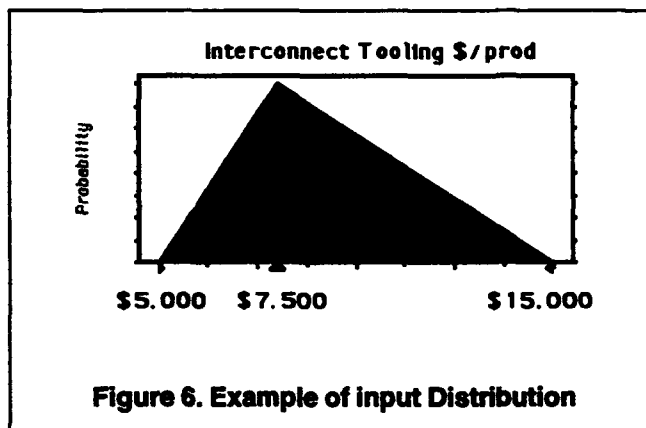 Interconnect Tooling $/prod
Probability
$5.000 $7.500 $15.000
Figure 6. Example of input Distribution